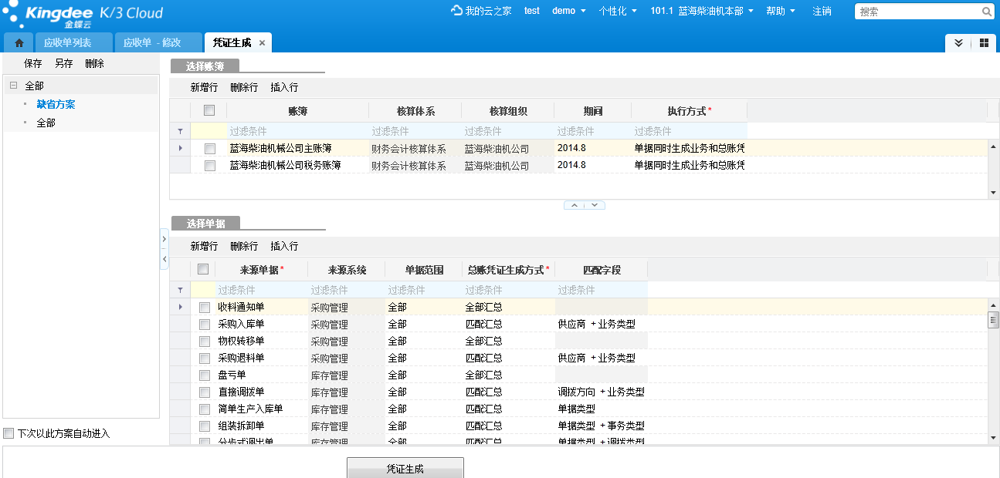 Kingdee K/3 Cloud
金蝶云
我的云之家 test demo 个性化 101.1 蓝海柴油机本部 帮助 注销 搜索
应收单列表 应收单 - 修改 凭证生成 ×
保存 另存 删除
全部
缺省方案
全部
下次以此方案自动进入
选择账簿
新增行 删除行 插入行
账簿 核算体系 核算组织 期间 执行方式*
过滤条件 过滤条件 过滤条件 过滤条件 过滤条件
蓝海柴油机械公司主账簿 财务会计核算体系 蓝海柴油机公司 2014.8 单据同时生成业务和总账凭
蓝海柴油机械公司税务账簿 财务会计核算体系 蓝海柴油机公司 2014.8 单据同时生成业务和总账凭
选择单据
新增行 删除行 插入行
来源单据* 来源系统 单据范围 总账凭证生成方式* 匹配字段
过滤条件 过滤条件 过滤条件 过滤条件 过滤条件
收料通知单 采购管理 全部 全部汇总
采购入库单 采购管理 全部 匹配汇总 供应商 +业务类型
物权转移单 采购管理 全部 全部汇总
采购退料单 采购管理 全部 匹配汇总 供应商 +业务类型
盘亏单 库存管理 全部 全部汇总
直接调拨单 库存管理 全部 匹配汇总 调拨方向 +业务类型
简单生产入库单 库存管理 全部 匹配汇总 单据类型
组装拆卸单 库存管理 全部 匹配汇总 单据类型 +事务类型
分步式调出单 库存管理 全部 匹配汇总 单据类型 +调拨类型
凭证生成